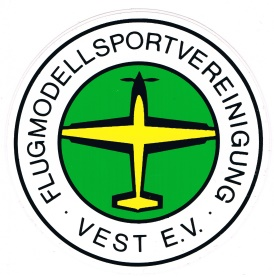 FLUGMODELLSPORTVEREINIGUNG
· VEST E.V. ·